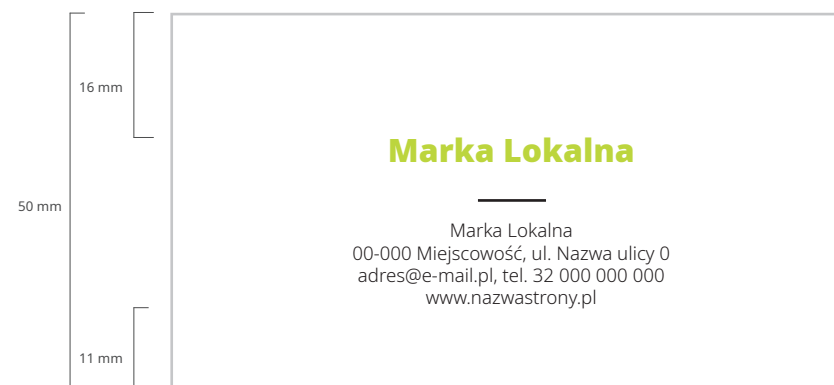 16 mm
Marka Lokalna
50 mm
Marka Lokalna
00-000 Miejscowość, ul. Nazwa ulicy 0
adres@e-mail.pl, tel. 32 000 000 000
www.nazwastrony.pl
11 mm